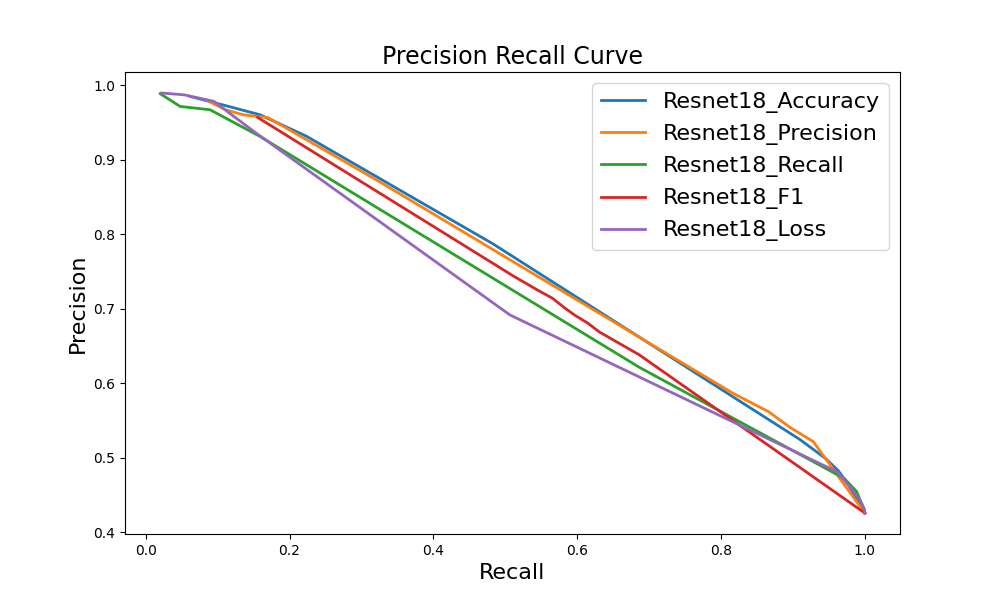 Precision Recall Curve
1.0
0.9
0.8
0.7
0.6
0.5
0.4
Precision
Resnet18_Accuracy
Resnet18_Precision
Resnet18_Recall
Resnet18_F1
Resnet18_Loss
0.0 0.2 0.4 0.6 0.8 1.0
Recall